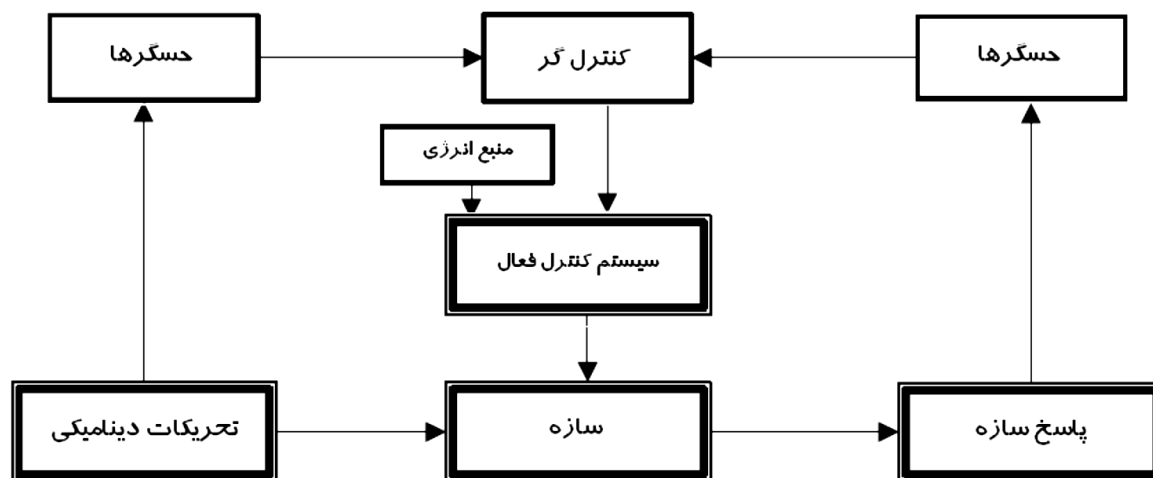 حسگرها
کنترل گر
حسگرها
منبع انرژی
سیستم کنترل فعال
پاسخ سازه
سازه
تحریکات دینامیکی